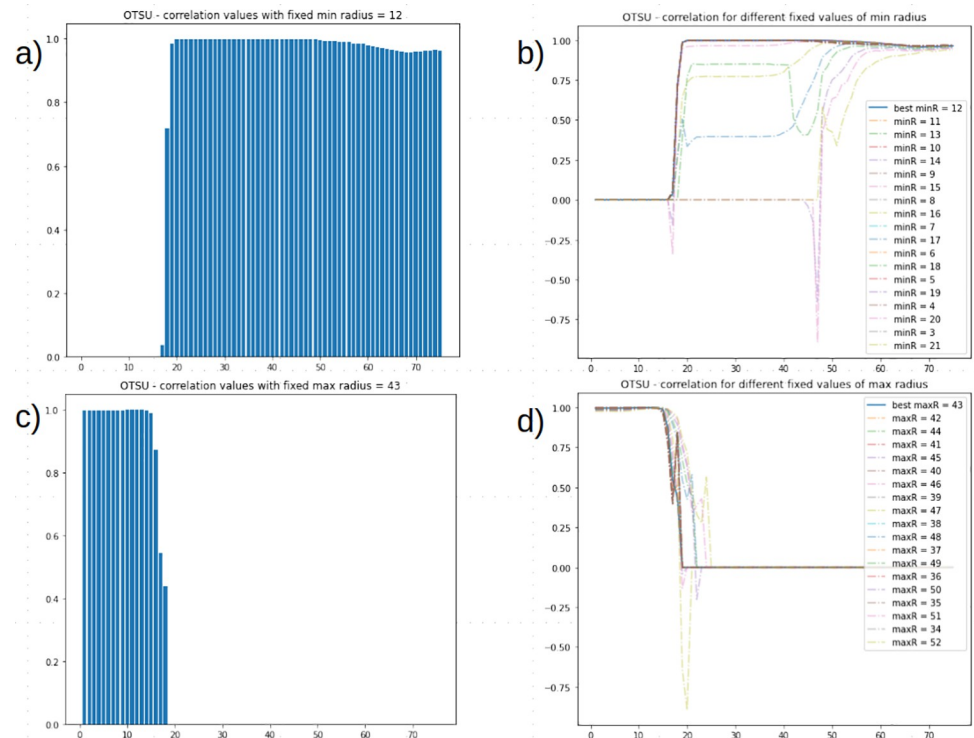 OTSU - correlation values with fixed min radius = 12
a)
1.0
0.8
0.6
0.4
0.2
0.0
0 10 20 30 40 50 60 70
OTSU - correlation for different fixed values of min radius
b)
1.00
0.75
0.50
0.25
0.00
−0.25
−0.50
−0.75
0 10 20 30 40 50 60 70
best minR = 12
minR = 11
minR = 13
minR = 10
minR = 14
minR = 9
minR = 15
minR = 8
minR = 16
minR = 7
minR = 17
minR = 6
minR = 18
minR = 5
minR = 19
minR = 4
minR = 20
minR = 3
minR = 21
OTSU - correlation values with fixed max radius = 43
c)
1.0
0.8
0.6
0.4
0.2
0.0
0 10 20 30 40 50 60 70
OTSU - correlation for different fixed values of max radius
d)
1.00
0.75
0.50
0.25
0.00
−0.25
−0.50
−0.75
0 10 20 30 40 50 60 70
best maxR = 43
maxR = 42
maxR = 44
maxR = 41
maxR = 45
maxR = 40
maxR = 46
maxR = 39
maxR = 47
maxR = 38
maxR = 48
maxR = 37
maxR = 49
maxR = 36
maxR = 50
maxR = 35
maxR = 51
maxR = 34
maxR = 52